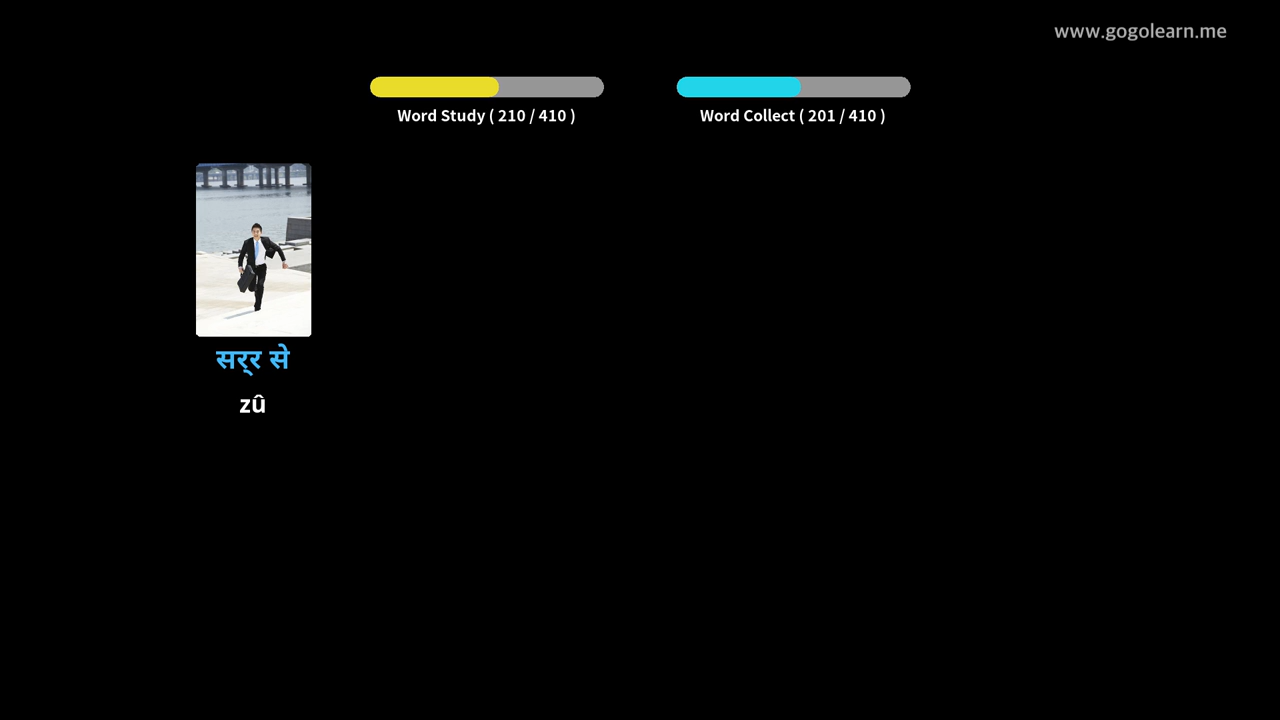 www.gogolearn.me
Word Study ( 210 / 410 )
Word Collect ( 201 / 410 )
सर्र से
zû